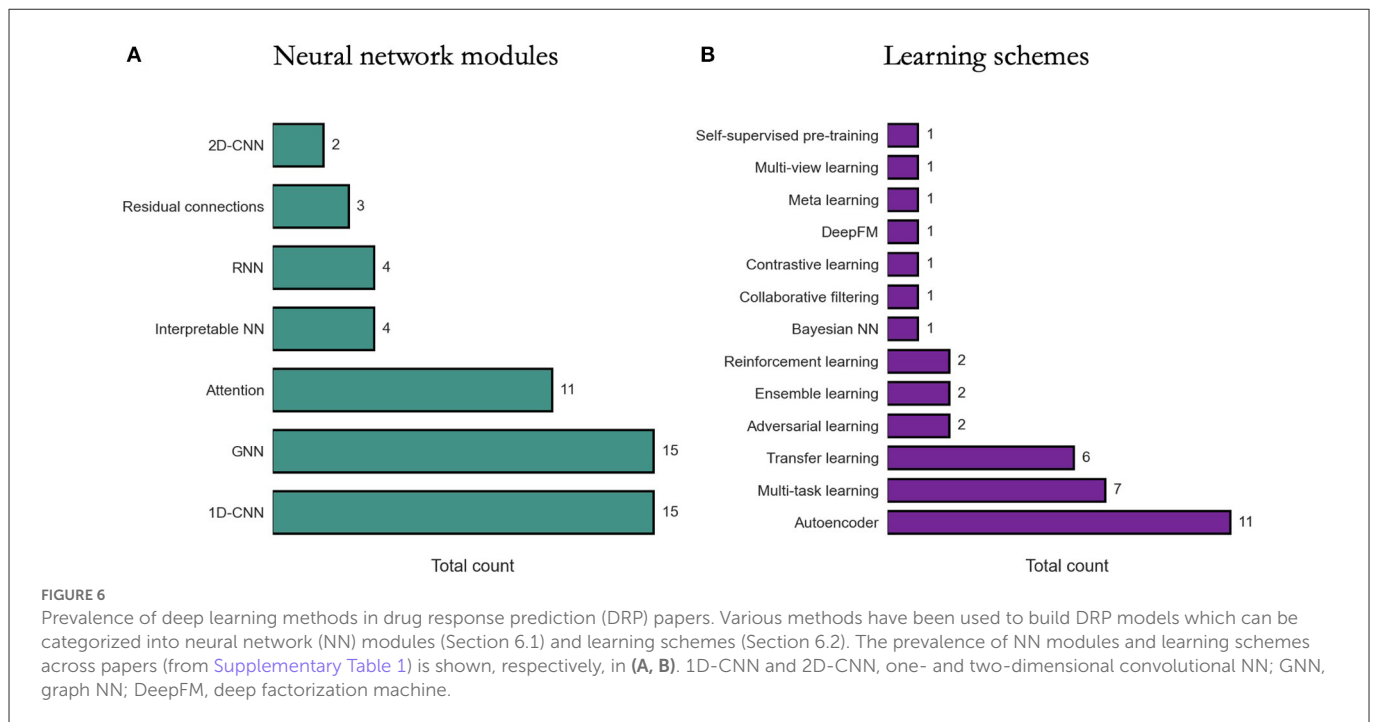 A Neural network modules
2D-CNN 2
Residual connections 3
RNN 4
Interpretable NN 4
Attention 11
GNN 15
1D-CNN 15
Total count
B Learning schemes
Self-supervised pre-training 1
Multi-view learning 1
Meta learning 1
DeepFM 1
Contrastive learning 1
Collaborative filtering 1
Bayesian NN 1
Reinforcement learning 2
Ensemble learning 2
Adversarial learning 2
Transfer learning 6
Multi-task learning 7
Autoencoder 11
Total count
FIGURE 6
Prevalence of deep learning methods in drug response prediction (DRP) papers. Various methods have been used to build DRP models which can be
categorized into neural network (NN) modules (Section 6.1) and learning schemes (Section 6.2). The prevalence of NN modules and learning schemes
across papers (from Supplementary Table 1) is shown, respectively, in (A, B). 1D-CNN and 2D-CNN, one- and two-dimensional convolutional NN; GNN,
graph NN; DeepFM, deep factorization machine.